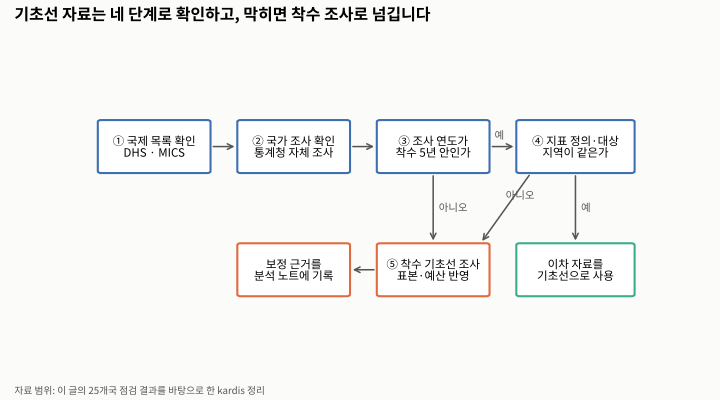 기초선 자료는 네 단계로 확인하고, 막히면 착수 조사로 넘깁니다
① 국제 목록 확인
DHS · MICS
② 국가 조사 확인
통계청 자체 조사
③ 조사 연도가
착수 5년 안인가
예
④ 지표 정의·대상
지역이 같은가
아니오
아니오
예
보정 근거를
분석 노트에 기록
⑤ 착수 기초선 조사
표본·예산 반영
이차 자료를
기초선으로 사용
자료 범위: 이 글의 25개국 점검 결과를 바탕으로 한 kardis 정리